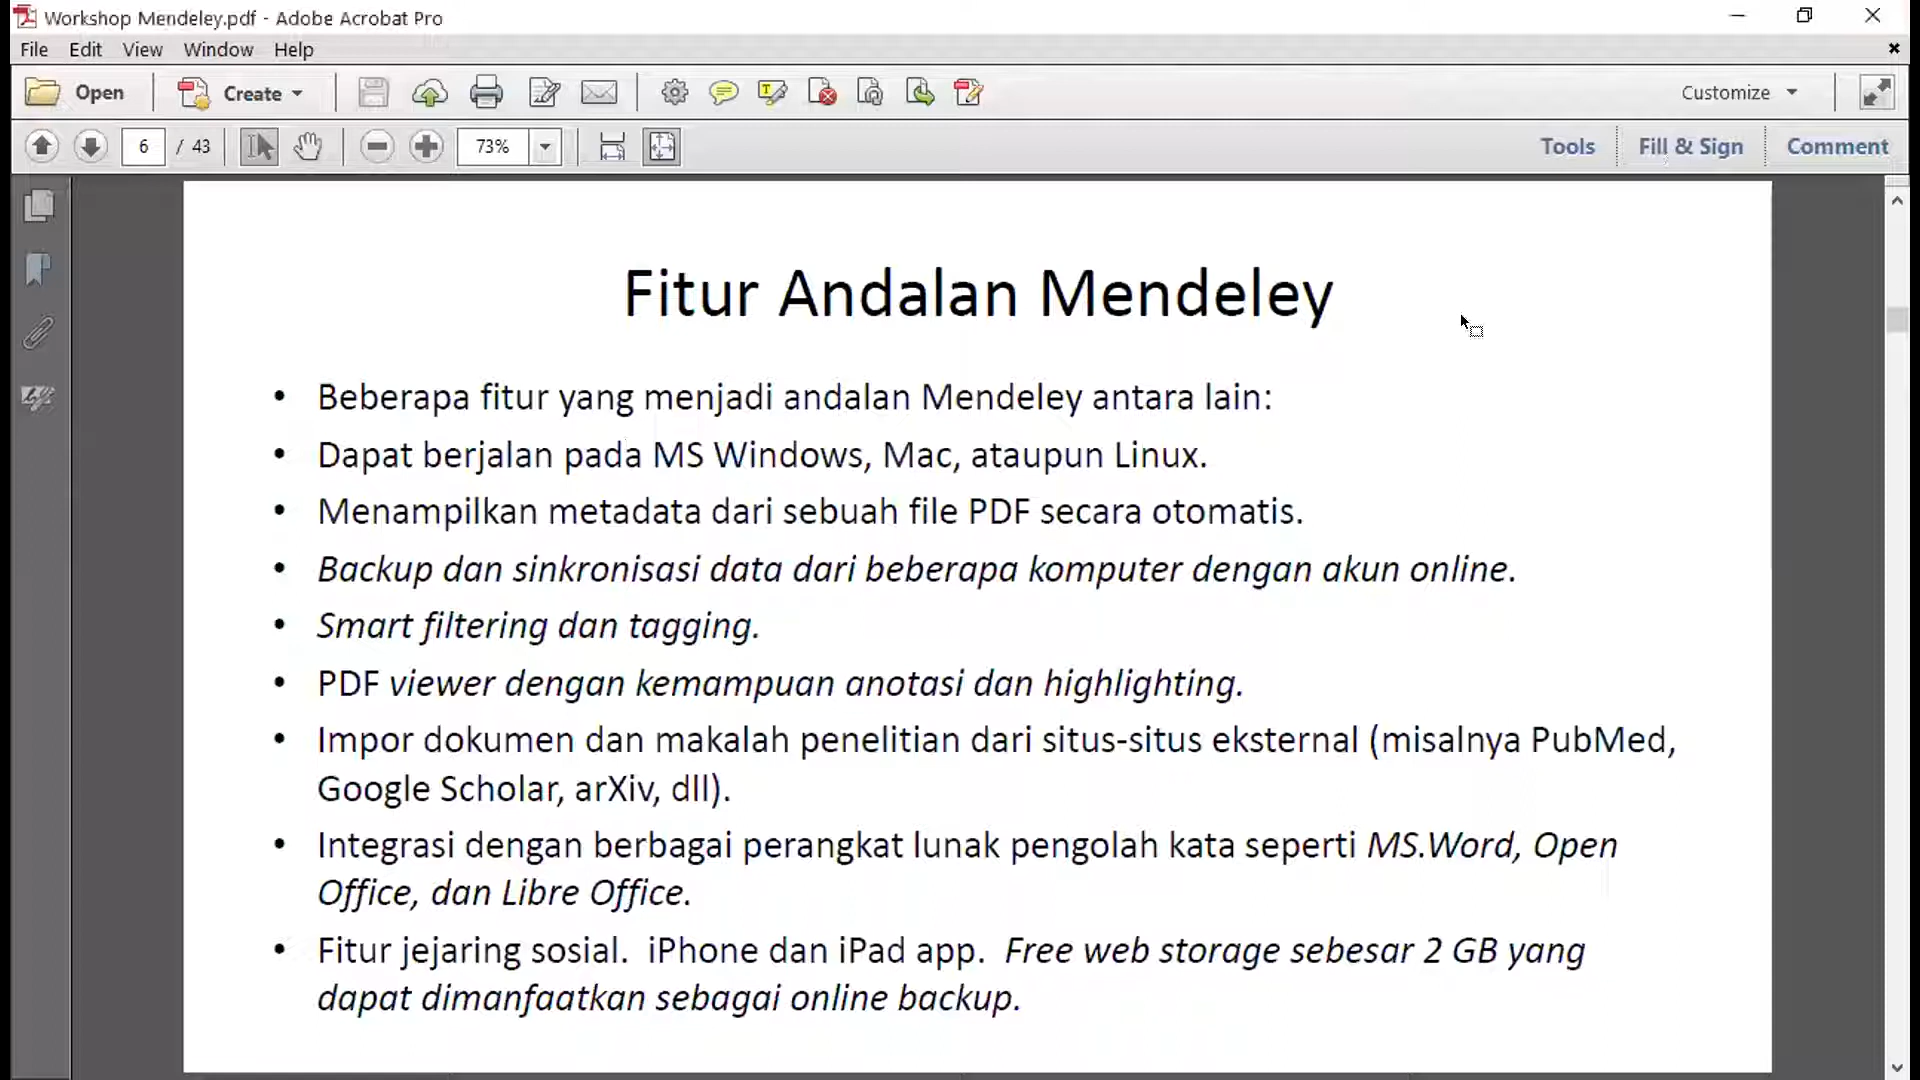 Workshop Mendeley.pdf - Adobe Acrobat Pro
File Edit View Window Help
Open Create Customize
6 / 43 73% Tools Fill & Sign Comment
Fitur Andalan Mendeley
• Beberapa fitur yang menjadi andalan Mendeley antara lain:
• Dapat berjalan pada MS Windows, Mac, ataupun Linux.
• Menampilkan metadata dari sebuah file PDF secara otomatis.
• Backup dan sinkronisasi data dari beberapa komputer dengan akun online.
• Smart filtering dan tagging.
• PDF viewer dengan kemampuan anotasi dan highlighting.
• Impor dokumen dan makalah penelitian dari situs-situs eksternal (misalnya PubMed,
Google Scholar, arXiv, dll).
• Integrasi dengan berbagai perangkat lunak pengolah kata seperti MS.Word, Open
Office, dan Libre Office.
• Fitur jejaring sosial. iPhone dan iPad app. Free web storage sebesar 2 GB yang
dapat dimanfaatkan sebagai online backup.